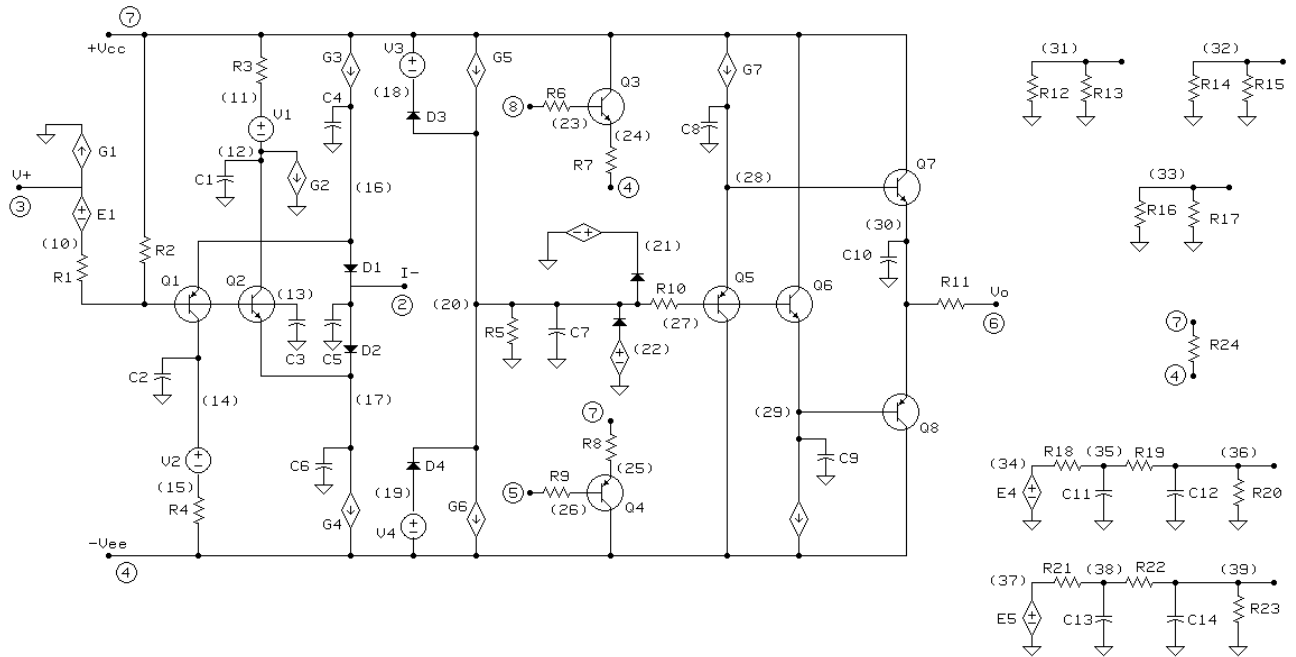 7
+Vcc
R3
(11)
V1
(12)
C1
G2
G3
C4
(16)
V3
(18)
D3
G5
8
R6
(23)
Q3
(24)
R7
4
G7
C8
(28)
Q7
(30)
C10
G1
V+
3
E1
(10)
R1
R2
Q1
Q2
(13)
C3
D1
I-
2
C5
D2
(20)
R5
C7
(21)
(22)
R10
(27)
Q5
Q6
R11
Vo
6
C2
(14)
V2
(15)
R4
(17)
C6
G4
D4
(19)
V4
G6
7
R8
(25)
5
R9
(26)
Q4
(29)
C9
Q8
-Vee
4
(31)
R12
R13
(32)
R14
R15
(33)
R16
R17
7
R24
4
(34)
R18
(35)
R19
(36)
E4
C11
C12
R20
(37)
R21
(38)
R22
(39)
E5
C13
C14
R23